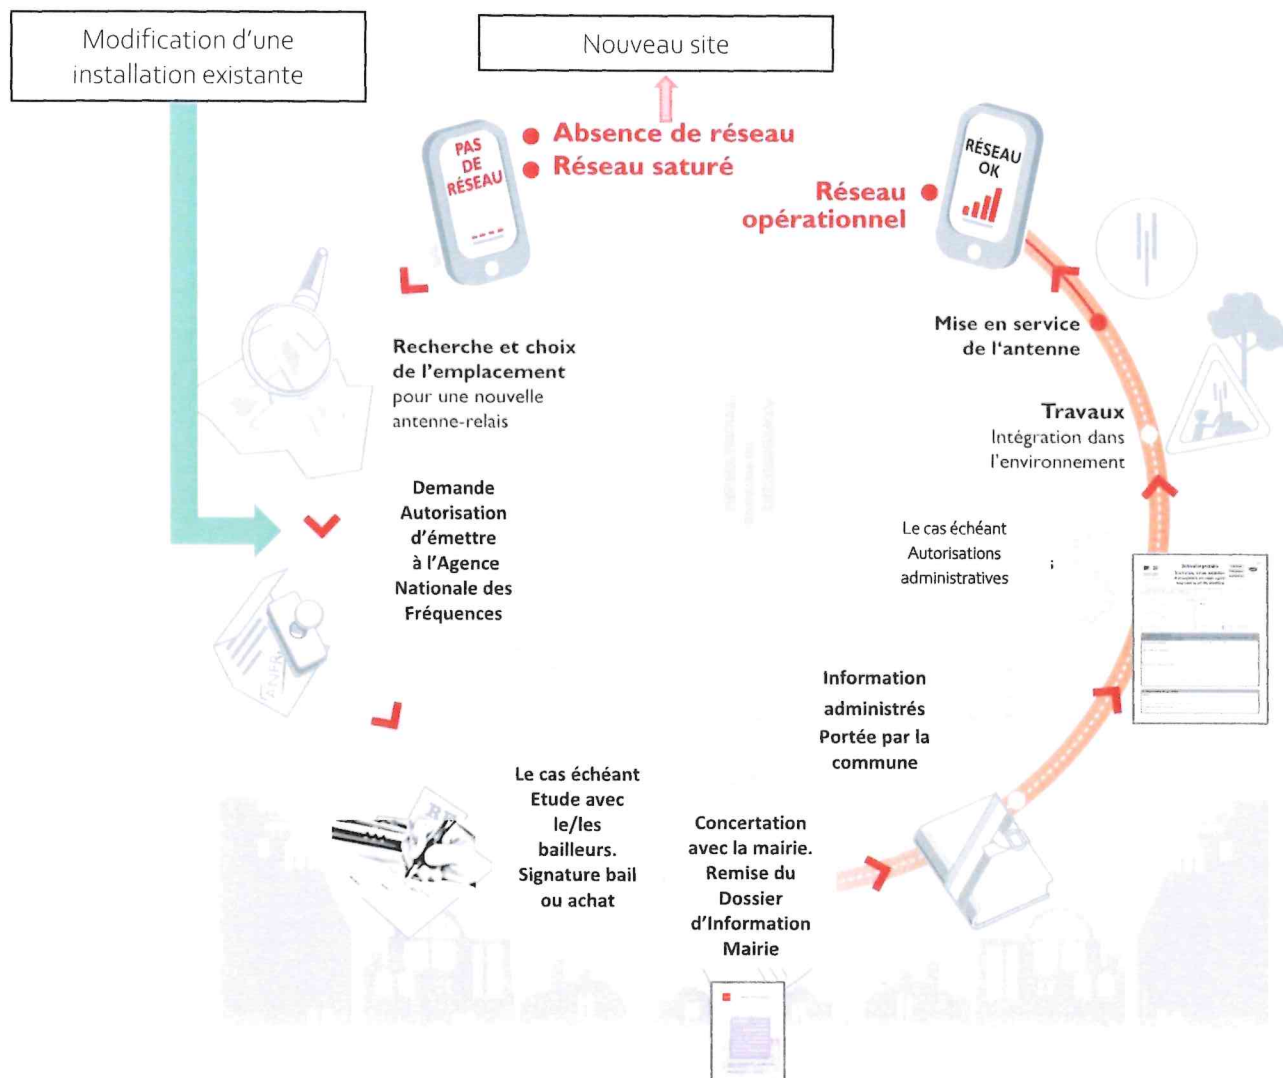 Modification d'une
installation existante
Nouveau site
Absence de réseau
Réseau saturé
PAS
DE
RÉSEAU
RÉSEAU
OK
Réseau
opérationnel
Recherche et choix
de l'emplacement
pour une nouvelle
antenne-relais
Demande
Autorisation
d'émettre
à l'Agence
Nationale des
Fréquences
ANFR
Le cas échéant
Etude avec
le/les
bailleurs.
Signature bail
ou achat
Concertation
avec la mairie.
Remise du
Dossier
d'Information
Mairie
Information
administrés
Portée par la
commune
Le cas échéant
Autorisations
administratives
Travaux
Intégration dans
l'environnement
Mise en service
de l'antenne